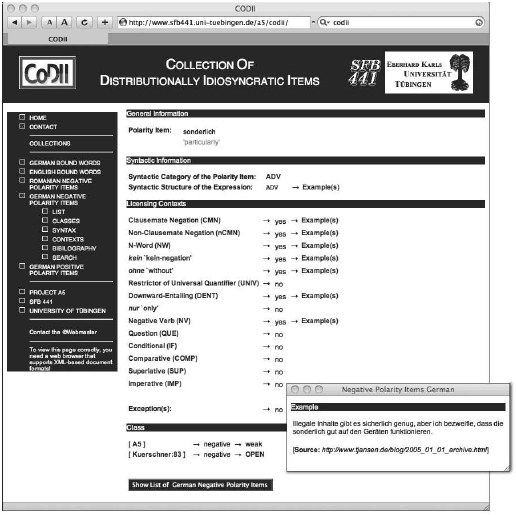 CODII
A A C + http://www.sfb441.uni-tuebingen.de/a5/codii/ Q codii
CODII
CoDII
COLLECTION OF
DISTRIBUTIONALLY IDIOSYNCRATIC ITEMS
SFB
441
EBERHARD KARLS
UNIVERSITÄT
TÜBINGEN
HOME
CONTACT
COLLECTIONS
GERMAN BOUND WORDS
ENGLISH BOUND WORDS
ROMANIAN NEGATIVE
POLARITY ITEMS
GERMAN NEGATIVE
POLARITY ITEMS
LIST
CLASSES
SYNTAX
CONTEXTS
BIBILOGRAPHY
SEARCH
GERMAN POSITIVE
POLARITY ITEMS
PROJECT A5
SFB 441
UNIVERSITY OF TÜBINGEN
Contact the @Webmaster
To view this page correctly, you
need a web browser that
supports XML-based document
formats!
General Information
Polarity Item: sonderlich
'particularly'
Syntactic Information
Syntactic Category of the Polarity Item: ADV
Syntactic Structure of the Expression: ADV → Example(s)
Licensing Contexts
Clausemate Negation (CMN) → yes → Example(s)
Non-Clausemate Negation (nCMN) → yes → Example(s)
N-Word (NW) → yes → Example(s)
kein `kein-negation' → yes → Example(s)
ohne `without' → yes → Example(s)
Restrictor of Universal Quantifier (UNIV) → no
Downward-Entailing (DENT) → yes → Example(s)
nur `only' → no
Negative Verb (NV) → yes → Example(s)
Question (QUE) → no
Conditional (IF) → no
Comparative (COMP) → no
Superlative (SUP) → no
Imperative (IMP) → no
Exception(s): → no
Class
[ A5 ] → negative → weak
[ Kuerschner:83 ] → negative → OPEN
Show List of German Negative Polarity Items
Negative Polarity Items German
Example
Illegale Inhalte gibt es sicherlich genug, aber ich bezweifle, dass die
sonderlich gut auf den Geräten funktionieren.
[Source: http://www.tjansen.de/blog/2005_01_01_archive.html]